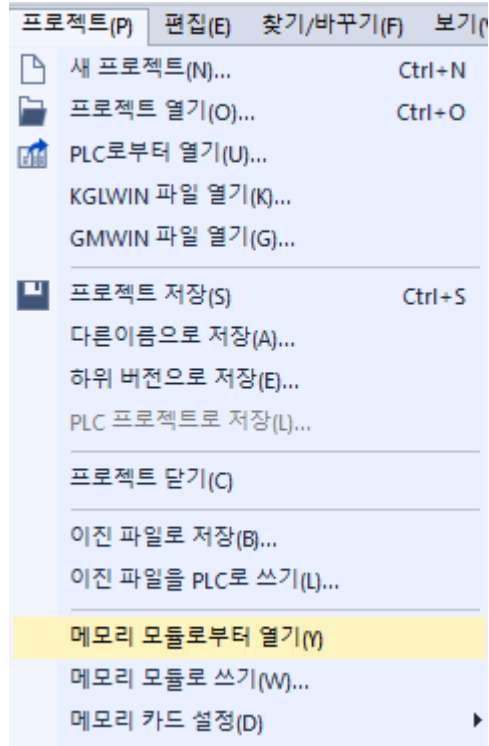 프로젝트(P) 편집(E) 찾기/바꾸기(F) 보기(
새 프로젝트(N)... Ctrl+N
프로젝트 열기(O)... Ctrl+O
PLC로부터 열기(U)...
KGLWIN 파일 열기(K)...
GMWIN 파일 열기(G)...
프로젝트 저장(S) Ctrl+S
다른이름으로 저장(A)...
하위 버전으로 저장(E)...
PLC 프로젝트로 저장(L)...
프로젝트 닫기(C)
이진 파일로 저장(B)...
이진 파일을 PLC로 쓰기(L)...
메모리 모듈로부터 열기(Y)
메모리 모듈로 쓰기(W)...
메모리 카드 설정(D)